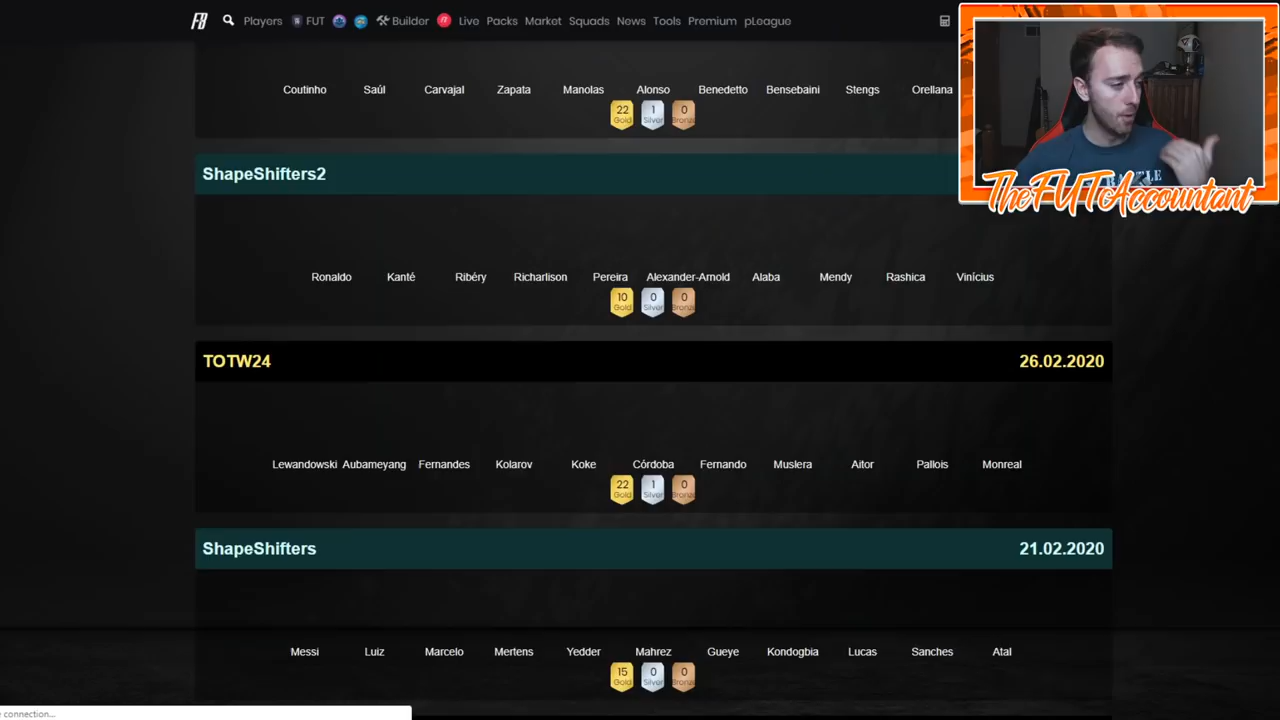 FB Players FUT Builder Live Packs Market Squads News Tools Premium pLeague
TheFUTAccountant
Coutinho Saúl Carvajal Zapata Manolas Alonso Benedetto Bensebaini Stengs Orellana
22 Gold 1 Silver 0 Bronze
ShapeShifters2
Ronaldo Kanté Ribéry Richarlison Pereira Alexander-Arnold Alaba Mendy Rashica Vinícius
10 Gold 0 Silver 0 Bronze
TOTW24 26.02.2020
Lewandowski Aubameyang Fernandes Kolarov Koke Córdoba Fernando Muslera Aitor Pallois Monreal
22 Gold 1 Silver 0 Bronze
ShapeShifters 21.02.2020
Messi Luiz Marcelo Mertens Yedder Mahrez Gueye Kondogbia Lucas Sanches Atal
15 Gold 0 Silver 0 Bronze
connection...